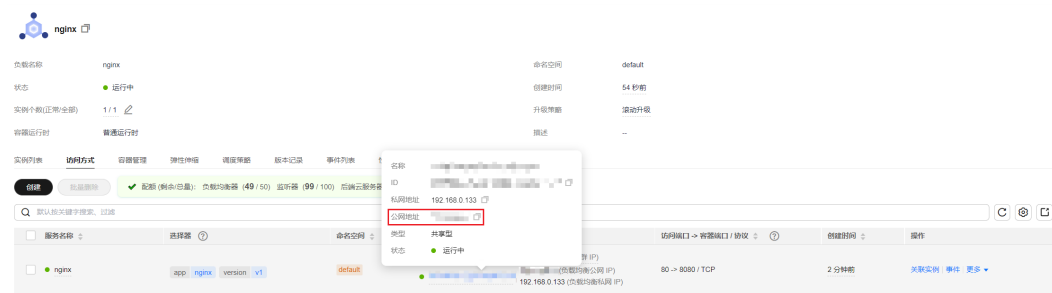 nginx
负载名称 nginx 命名空间 default
状态 运行中 创建时间 54 秒前
实例个数(正常/全部) 1 / 1 升级策略 滚动升级
容器运行时 普通运行时 描述 --
实例列表 访问方式 容器管理 弹性伸缩 调度策略 版本记录 事件列表
创建 批量删除 配额 (剩余/总量): 负载均衡器 (49 / 50) 监听器 (99 / 100) 后端云服务器
名称
ID
私网地址 192.168.0.133
公网地址
类型 共享型
状态 运行中
默认按关键字搜索、过滤
服务名称 选择器 命名空间 访问端口 -> 容器端口 / 协议 创建时间 操作
nginx app nginx version v1 default 80 -> 8080 / TCP 2 分钟前 关联实例 事件 更多
IP)
(负载均衡公网 IP)
192.168.0.133 (负载均衡私网 IP)